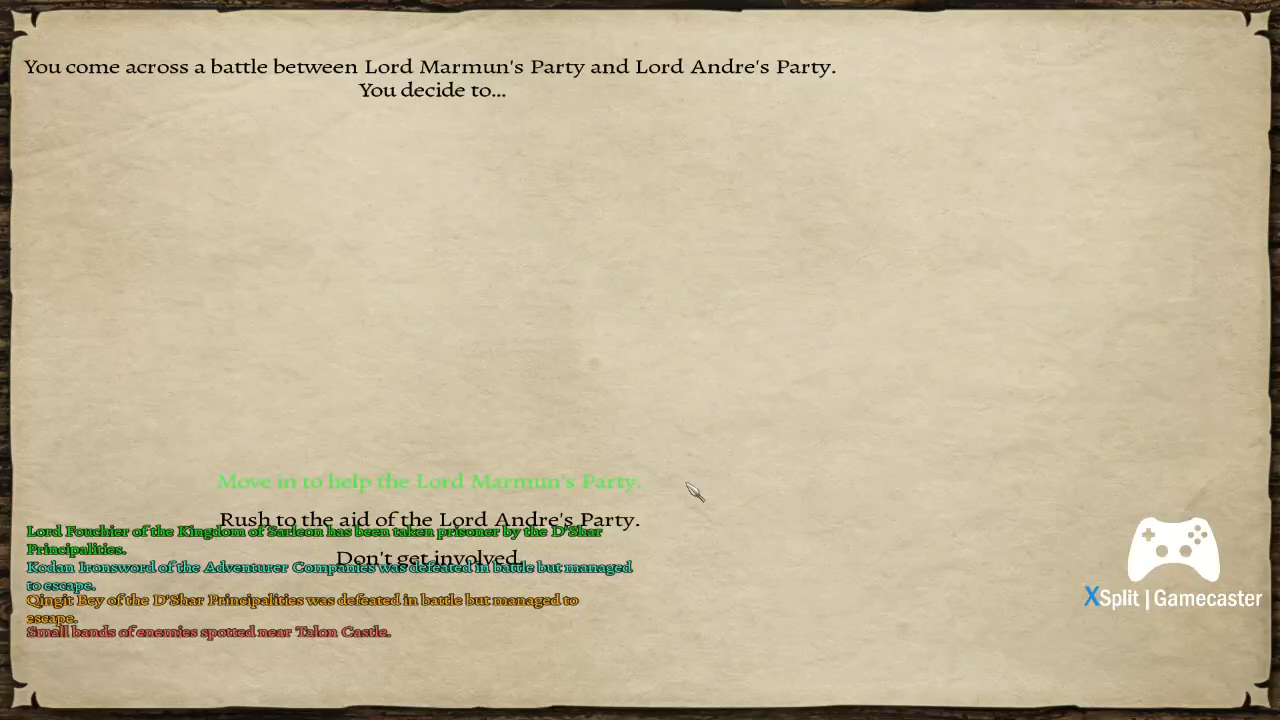 You come across a battle between Lord Marmun's Party and Lord Andre's Party.
You decide to...
Move in to help the Lord Marmun's Party.
Rush to the aid of the Lord Andre's Party.
Lord Fouchier of the Kingdom of Sarleon has been taken prisoner by the D'Shar
Principalities.
Don't get involved.
Kodan Ironsword of the Adventurer Companies was defeated in battle but managed
to escape.
Qingit Bey of the D'Shar Principalities was defeated in battle but managed to
escape.
Small bands of enemies spotted near Talon Castle.
XSplit | Gamecaster